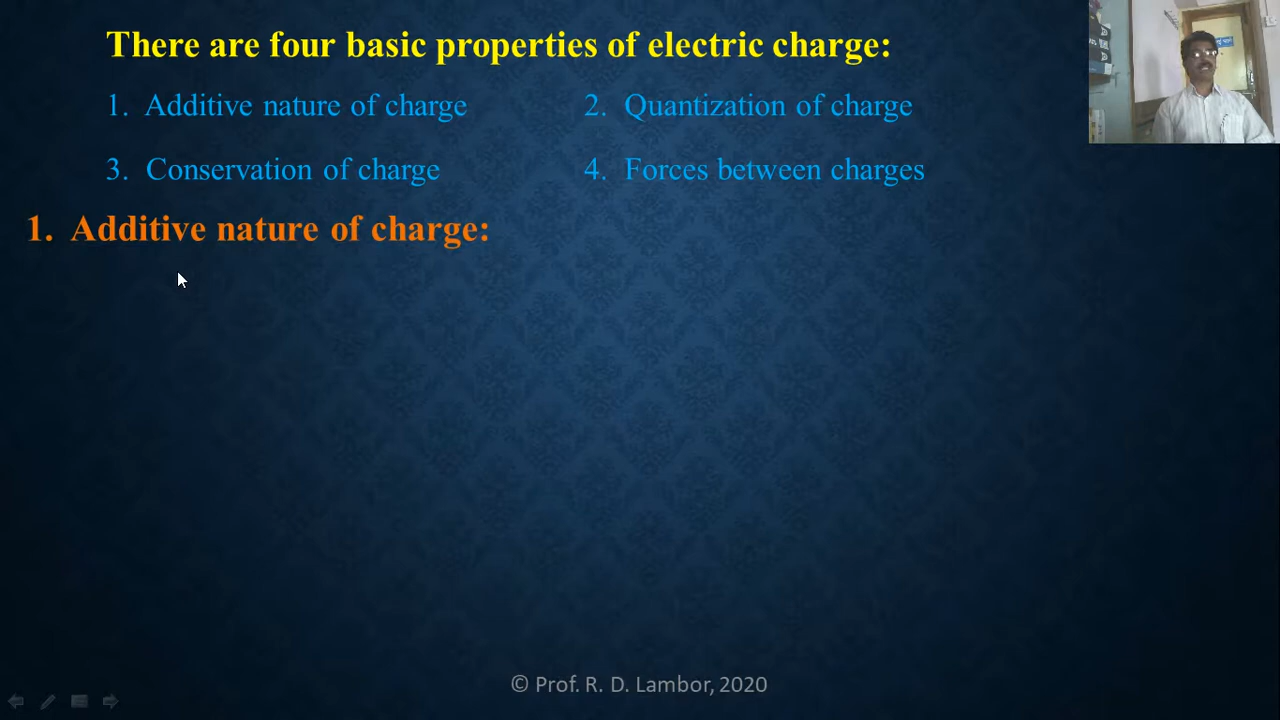 There are four basic properties of electric charge:
1. Additive nature of charge 2. Quantization of charge
3. Conservation of charge 4. Forces between charges
1. Additive nature of charge:
© Prof. R. D. Lambor, 2020